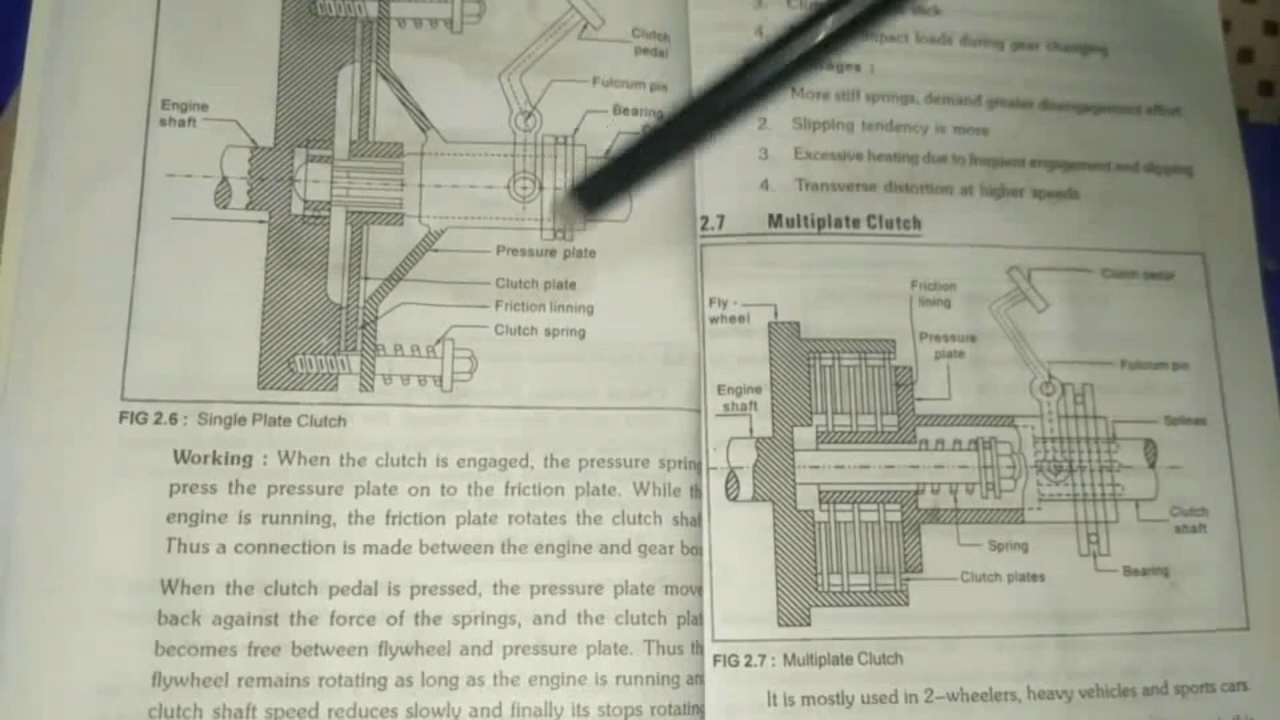 Clutch
pedal
Fulcrum pin
Bearing
Engine
shaft
Pressure plate
Clutch plate
Friction linning
Clutch spring
FIG 2.6 : Single Plate Clutch
Working : When the clutch is engaged, the pressure spring
press the pressure plate on to the friction plate. While
engine is running, the friction plate rotates the clutch
Thus a connection is made between the engine and gear
When the clutch pedal is pressed, the pressure plate
back against the force of the springs, and the clutch
becomes free between flywheel and pressure plate. Thus
flywheel remains rotating as long as the engine is running
clutch shaft speed reduces slowly and finally its stops rotating
3.
4. impact loads during gear changing
More stiff springs, demand greater disengagement effort.
2. Slipping tendency is more
3. Excessive heating due to frequent engagement and slipping
4. Transverse distortion at higher speeds
2.7 Multiplate Clutch
Clutch pedal
Friction
lining
Fly -
wheel
Pressure
plate
Fulcrum pin
Engine
shaft
Splines
Clutch
shaft
Spring
Bearing
Clutch plates
FIG 2.7 : Multiplate Clutch
It is mostly used in 2-wheelers, heavy vehicles and sports cars